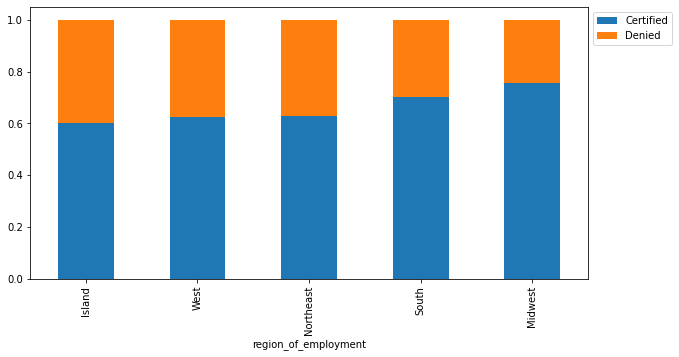 1.0
0.8
0.6
0.4
0.2
0.0
Island
West
Northeast
South
Midwest
region_of_employment
Certified
Denied